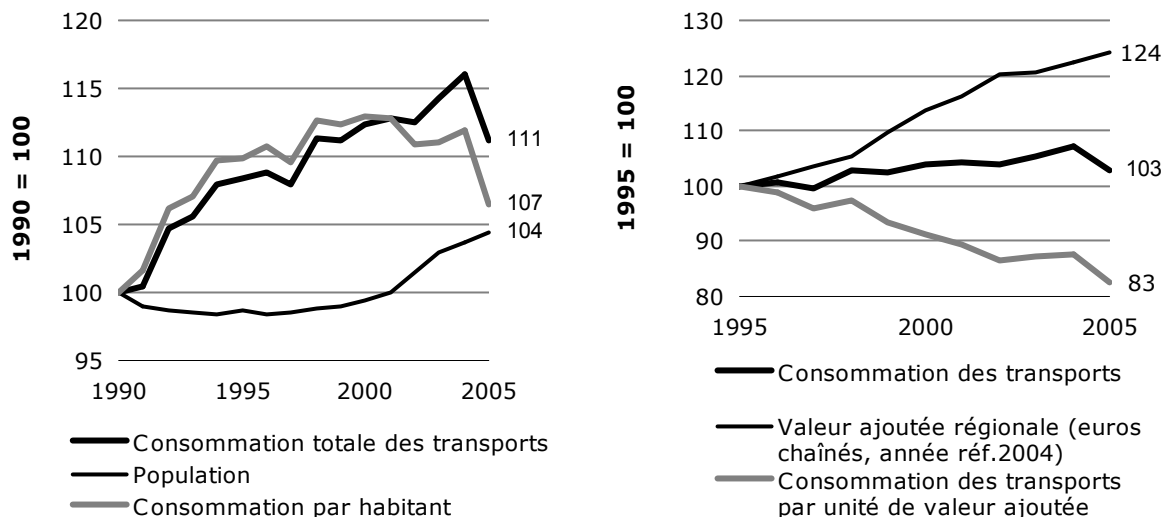 120
115
110
105
100
95
1990 = 100
111
107
104
1990
1995
2000
2005
Consommation totale des transports
Population
Consommation par habitant
130
120
110
100
90
80
1995 = 100
124
103
83
1995
2000
2005
Consommation des transports
Valeur ajoutée régionale (euros
chaînés, année réf.2004)
Consommation des transports
par unité de valeur ajoutée